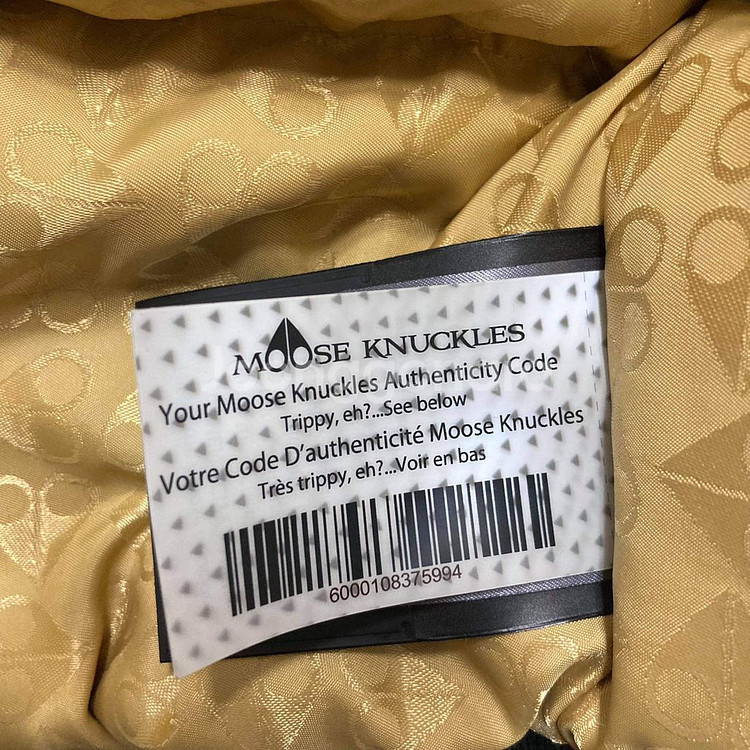 MOOSE KNUCKLES
Your Moose Knuckles Authenticity Code
Trippy, eh?...See below
Votre Code D'authenticité Moose Knuckles
Très trippy, eh?...Voir en bas
6000108375994